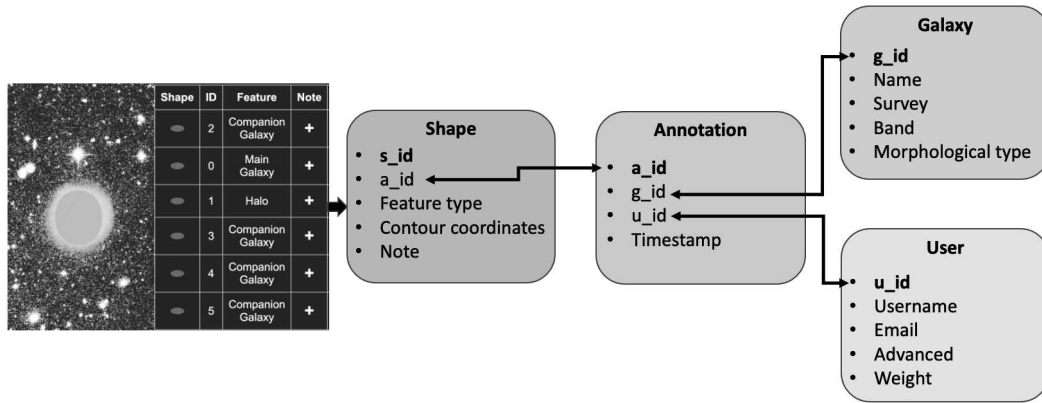 Shape ID Feature Note
2 Companion Galaxy +
0 Main Galaxy +
1 Halo +
3 Companion Galaxy +
4 Companion Galaxy +
5 Companion Galaxy +
Shape
• s_id
• a_id
• Feature type
• Contour coordinates
• Note
Annotation
• a_id
• g_id
• u_id
• Timestamp
Galaxy
• g_id
• Name
• Survey
• Band
• Morphological type
User
• u_id
• Username
• Email
• Advanced
• Weight